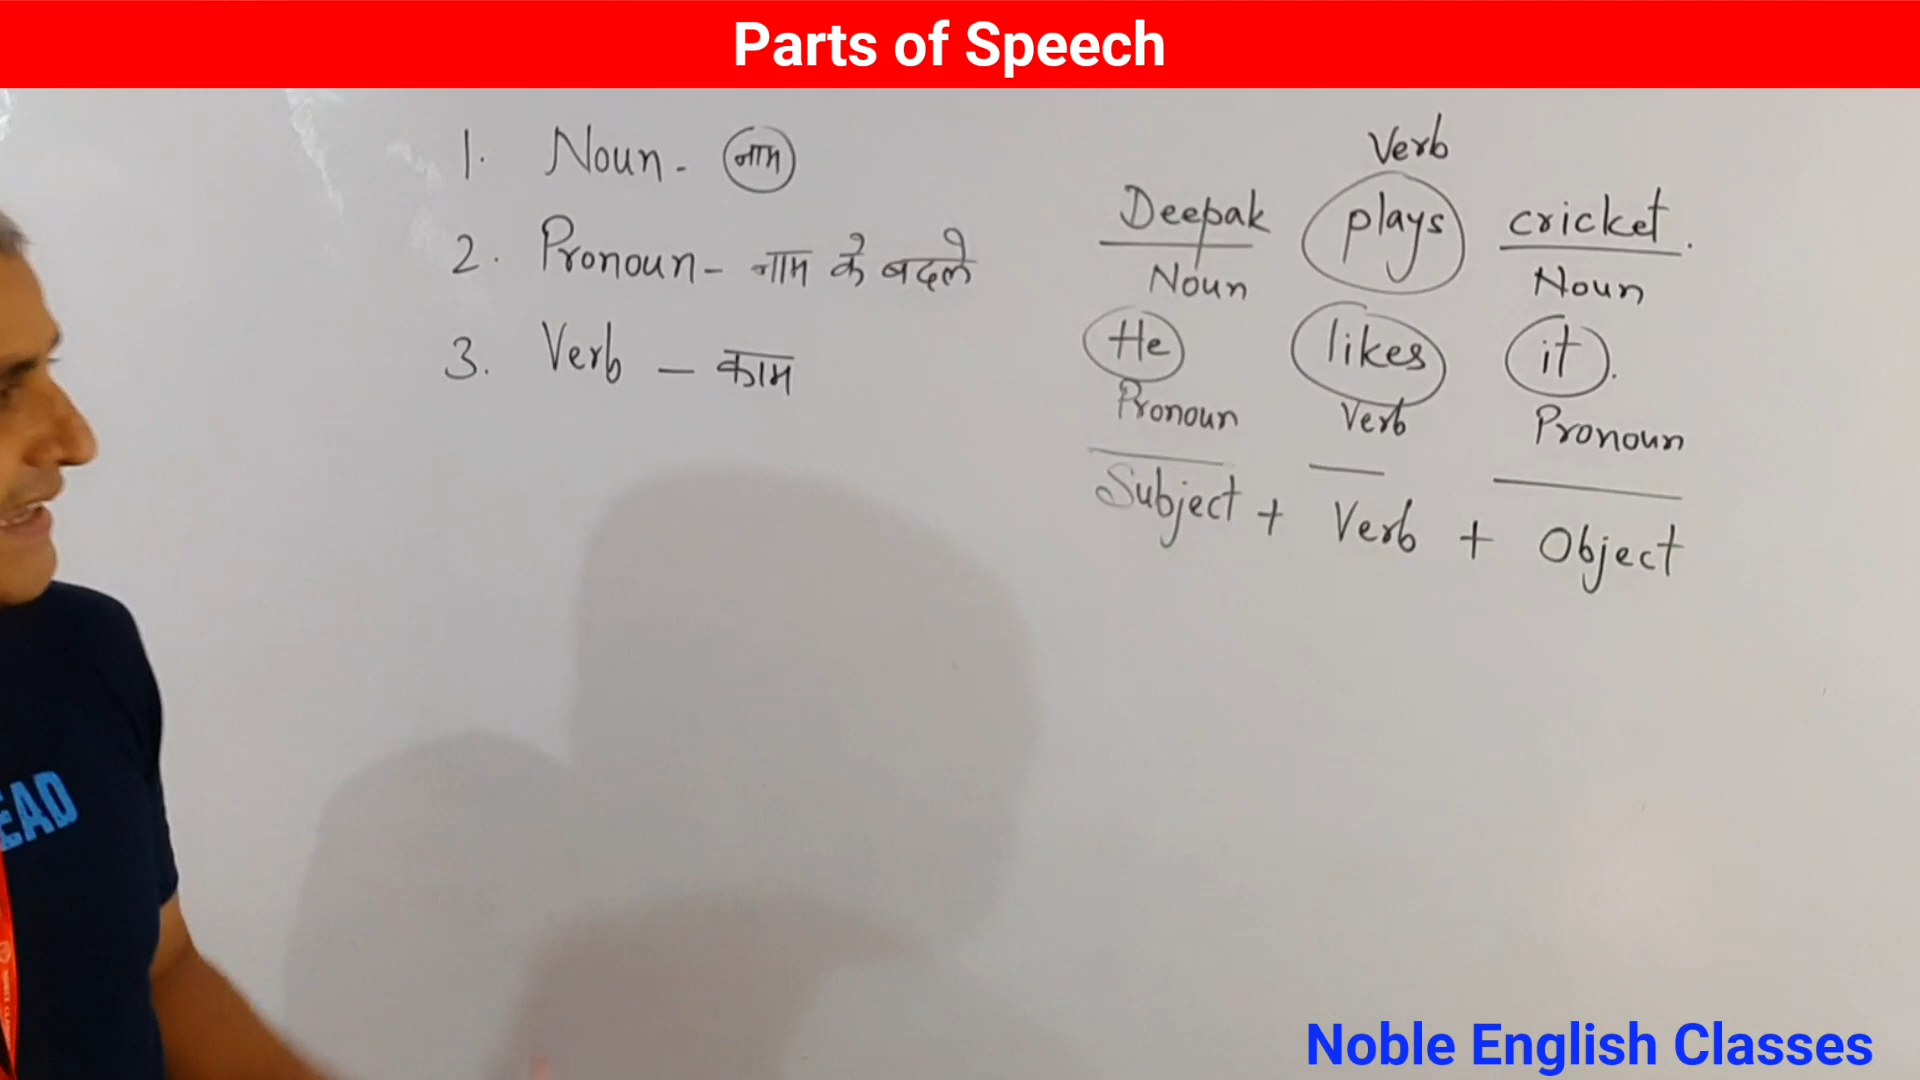 Parts of Speech
1. Noun - नाम
2. Pronoun - नाम के बदले
3. Verb - काम
Verb
Deepak plays cricket.
Noun Noun
He likes it.
Pronoun Verb Pronoun
Subject + Verb + Object
EAD
Noble English Classes